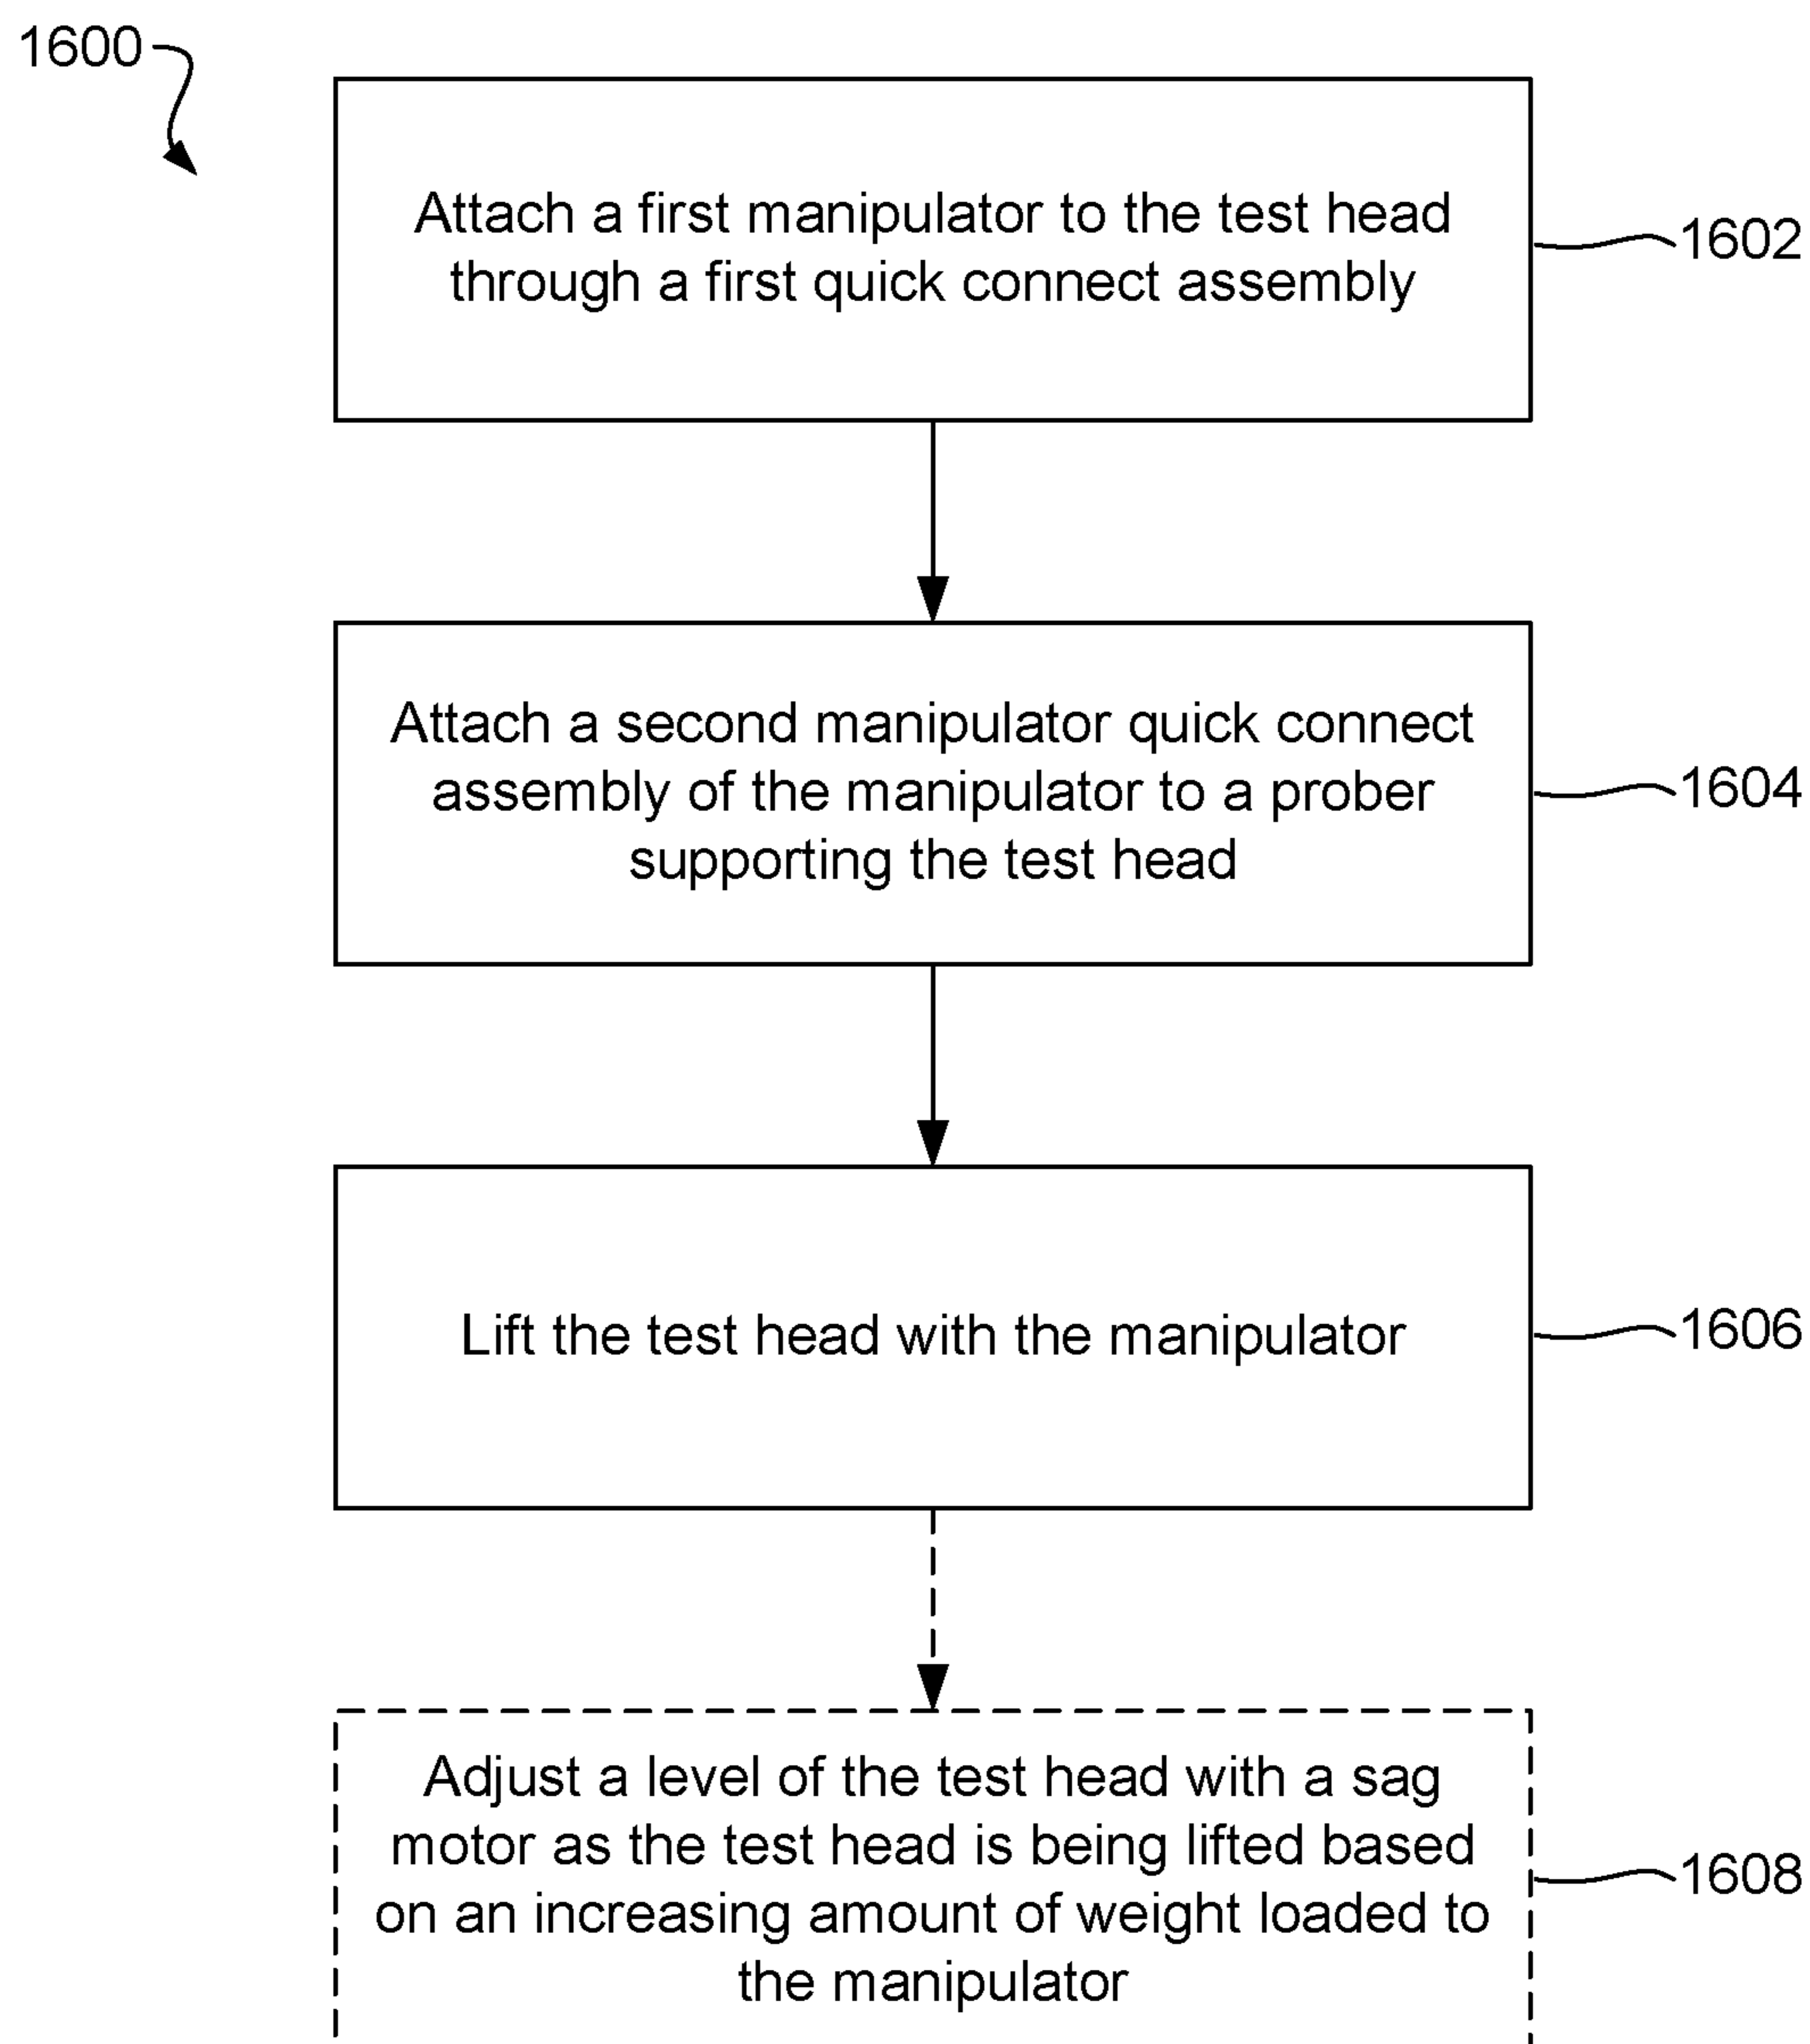 1600
Attach a first manipulator to the test head
through a first quick connect assembly
1602
Attach a second manipulator quick connect
assembly of the manipulator to a prober
supporting the test head
1604
Lift the test head with the manipulator
1606
Adjust a level of the test head with a sag
motor as the test head is being lifted based
on an increasing amount of weight loaded to
the manipulator
1608